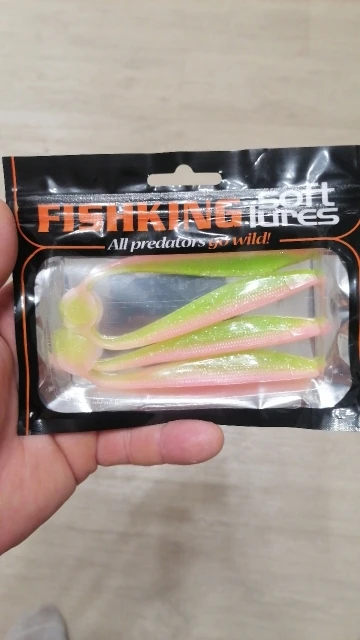 FISHKING soft lures
All predators go wild!